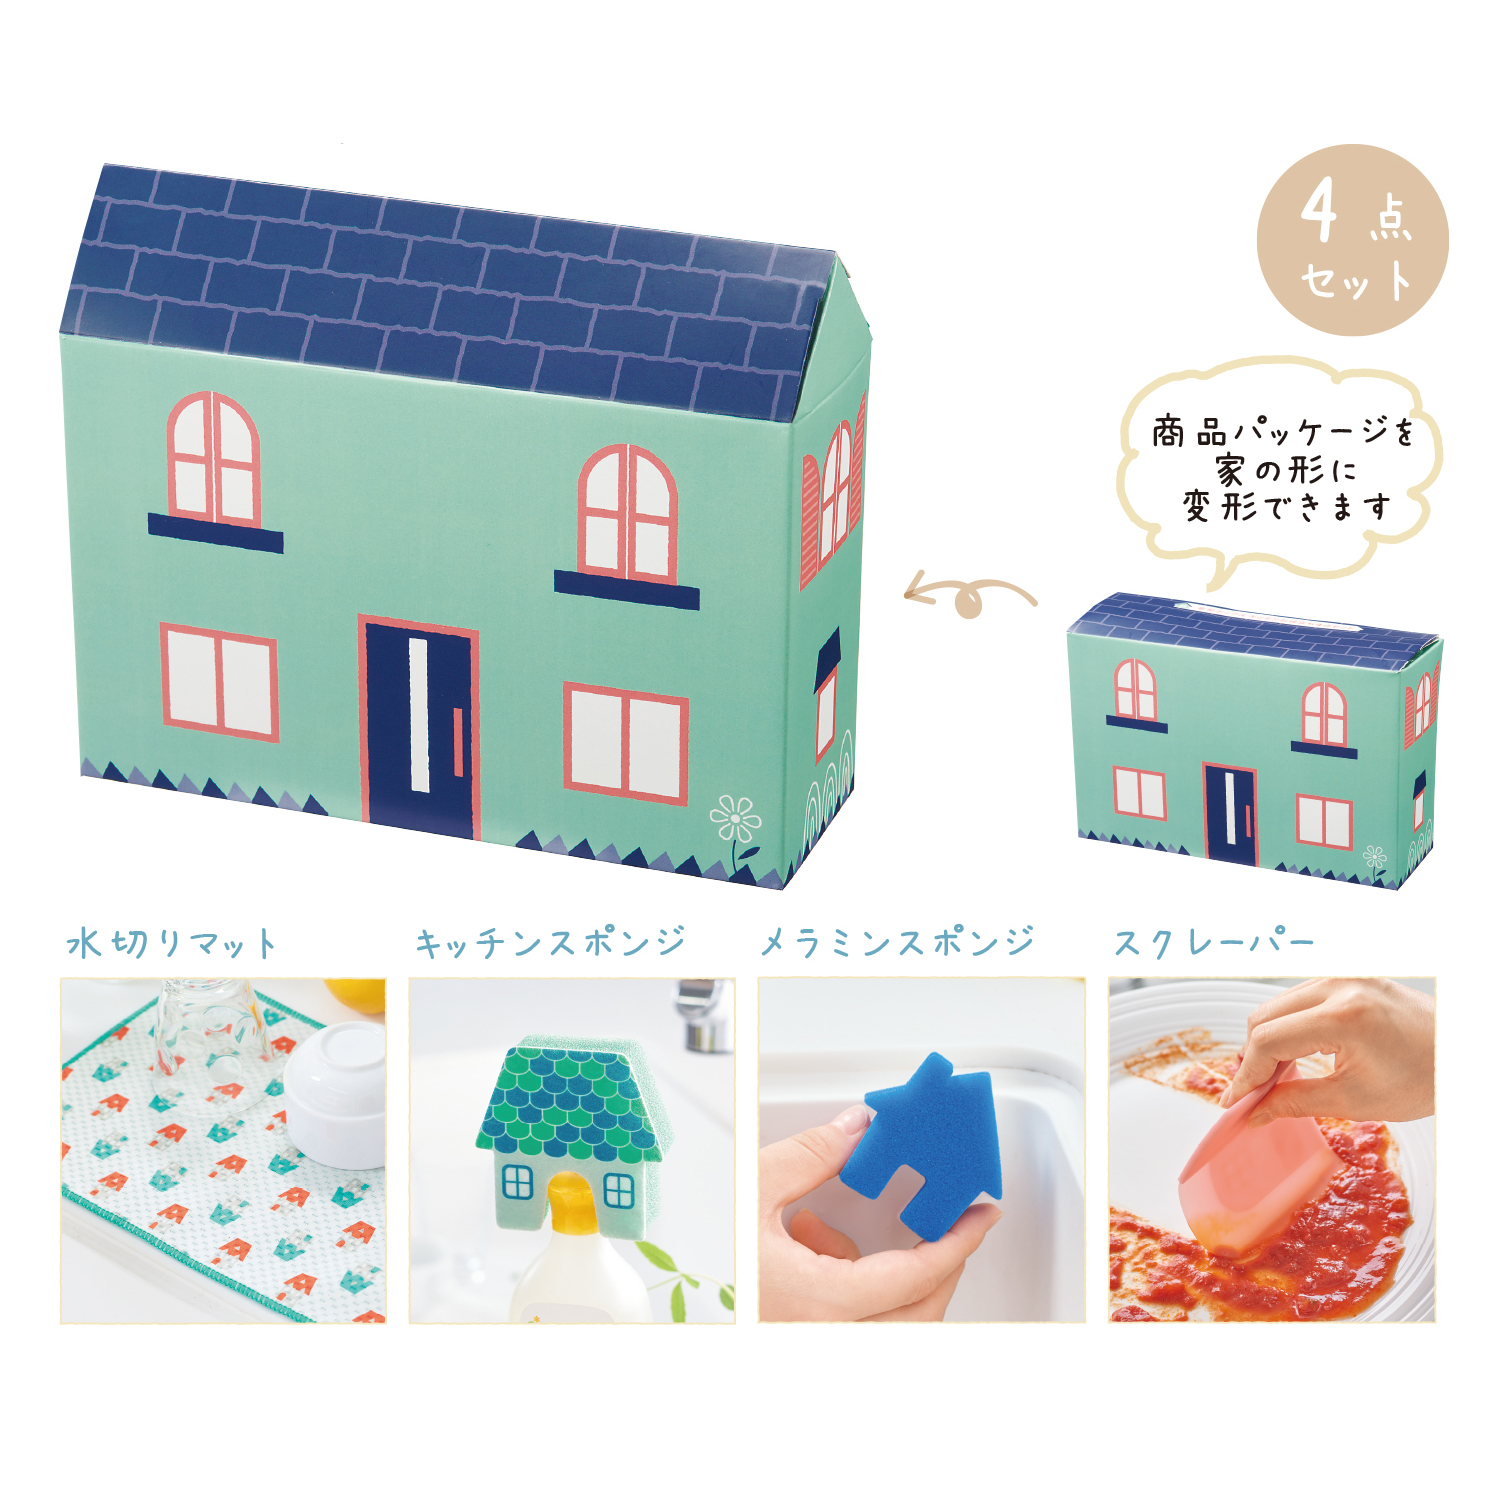 4点
セット
商品パッケージを
家の形に
変形できます
水切りマット
キッチンスポンジ
メラミンスポンジ
スクレーパー